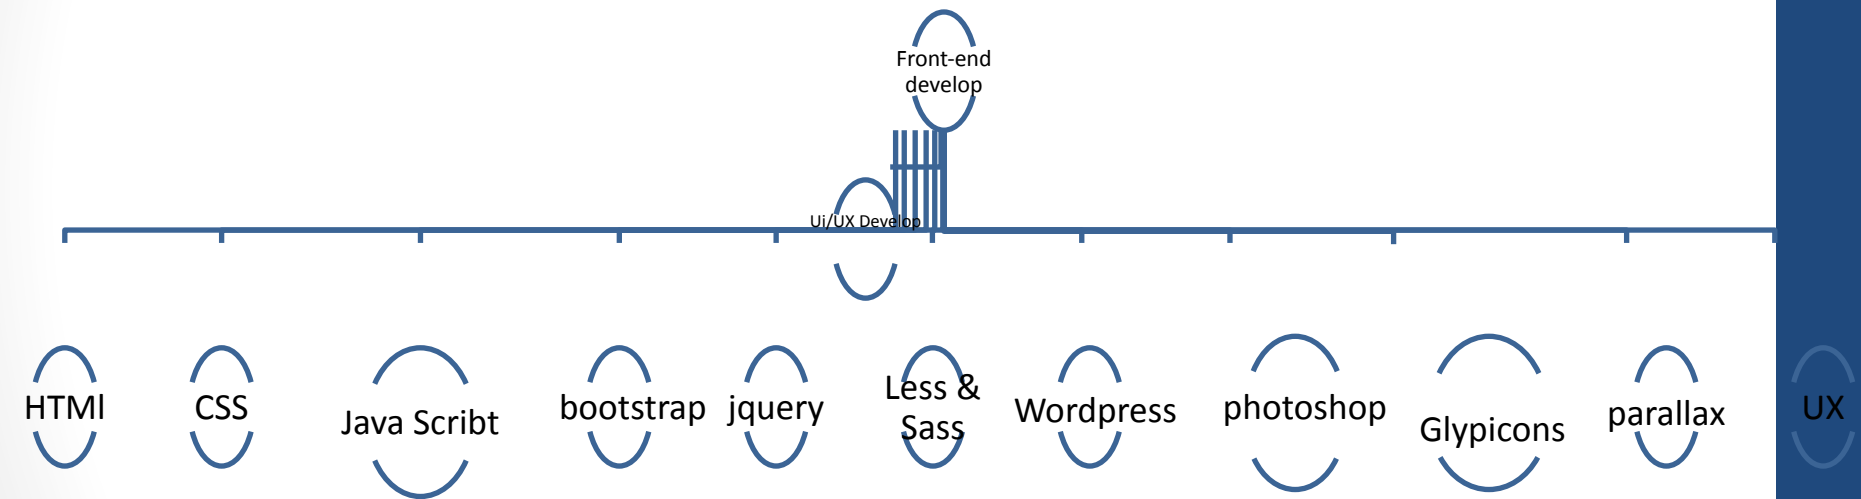 Front-end
develop
Ui/UX Develop
HTMl
CSS
Java Scribt
bootstrap
jquery
Less &
Sass
Wordpress
photoshop
Glypicons
parallax
UX